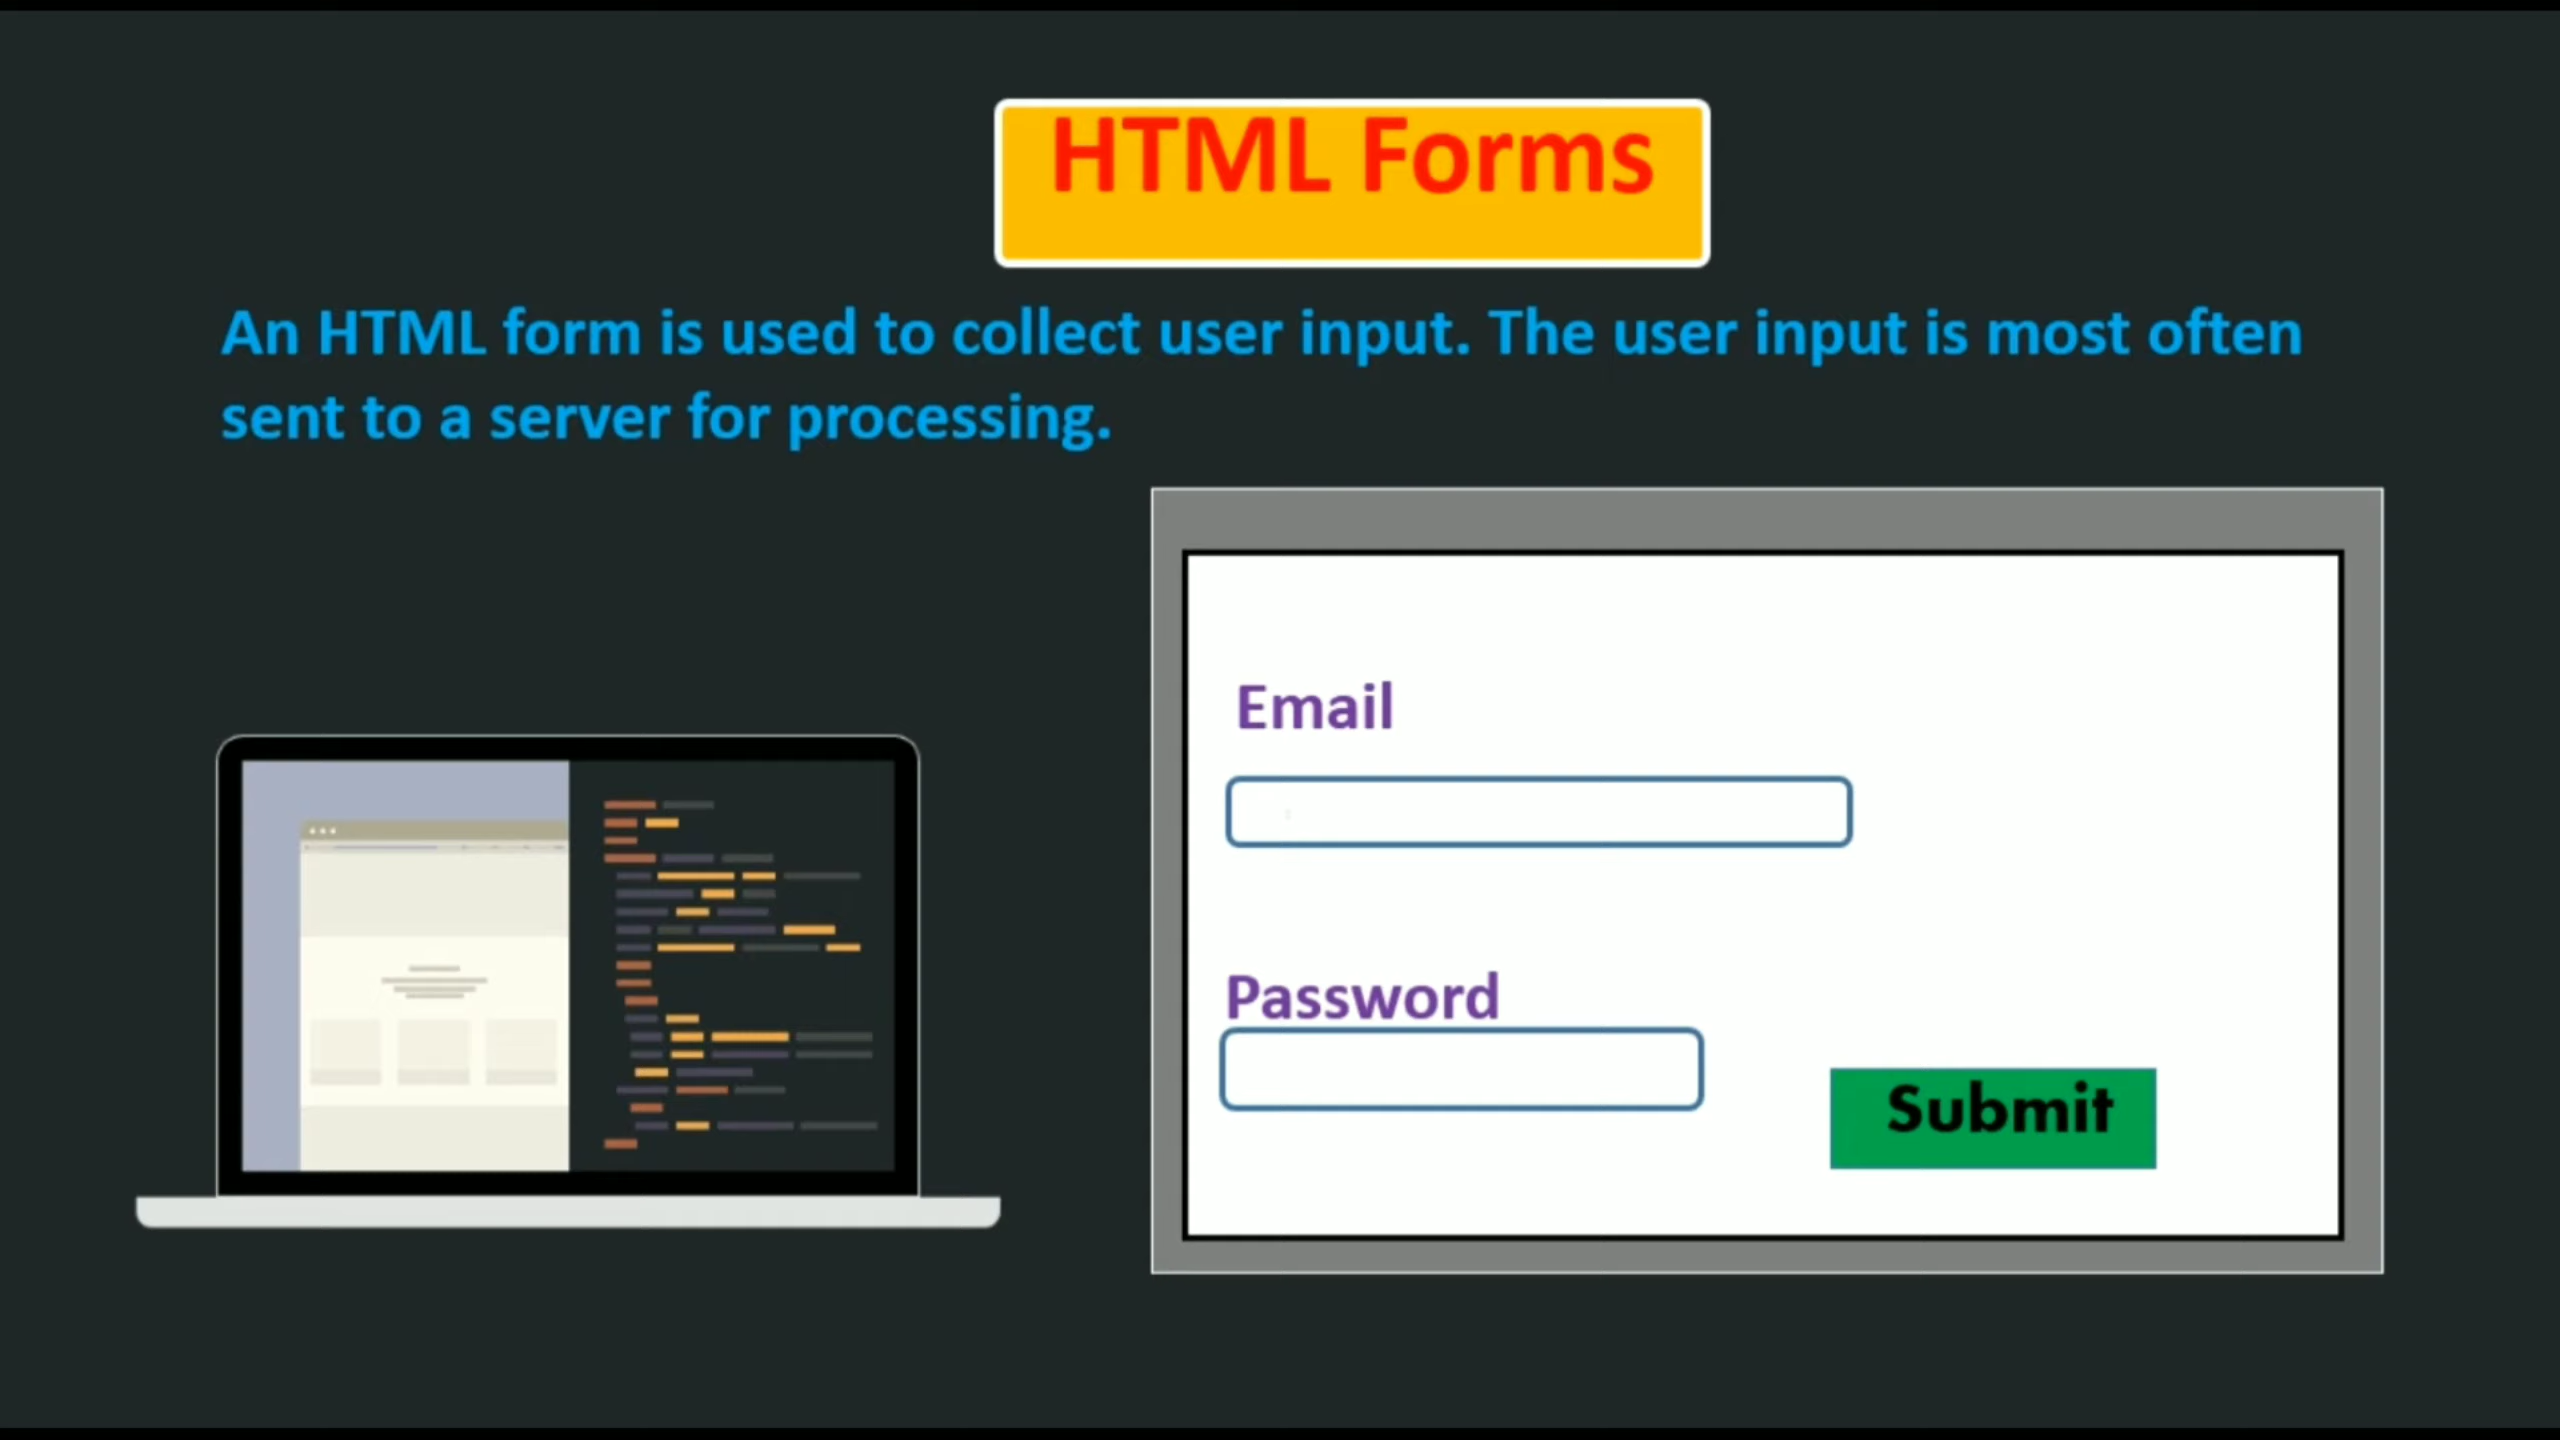 HTML Forms
An HTML form is used to collect user input. The user input is most often
sent to a server for processing.
Email
Password
Submit